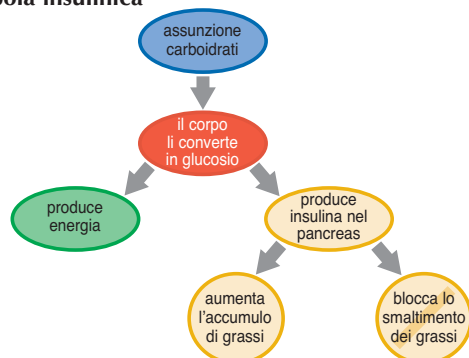 insulinica
assunzione
carboidrati
il corpo
li converte
in glucosio
produce
energia
produce
insulina nel
pancreas
aumenta
l'accumulo
di grassi
blocca lo
smaltimento
dei grassi